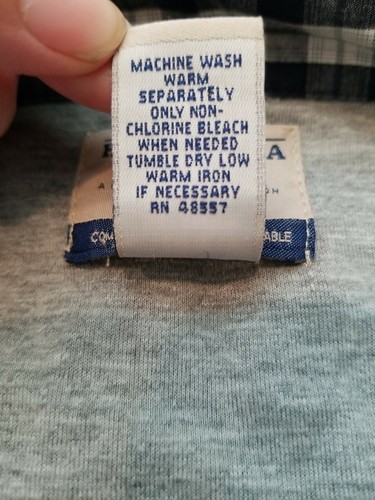 MACHINE WASH
WARM
SEPARATELY
ONLY NON-
CHLORINE BLEACH
WHEN NEEDED
TUMBLE DRY LOW
WARM IRON
IF NECESSARY
RN 48557